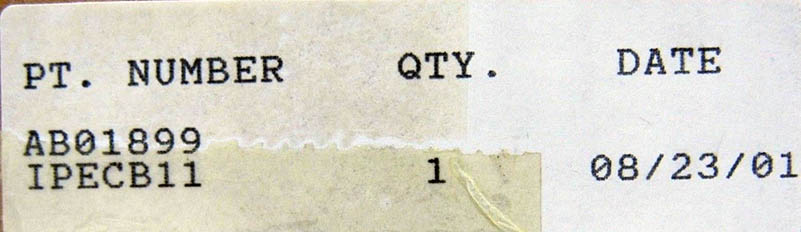 PT. NUMBER QTY. DATE
AB01899
IPECB11 1 08/23/01